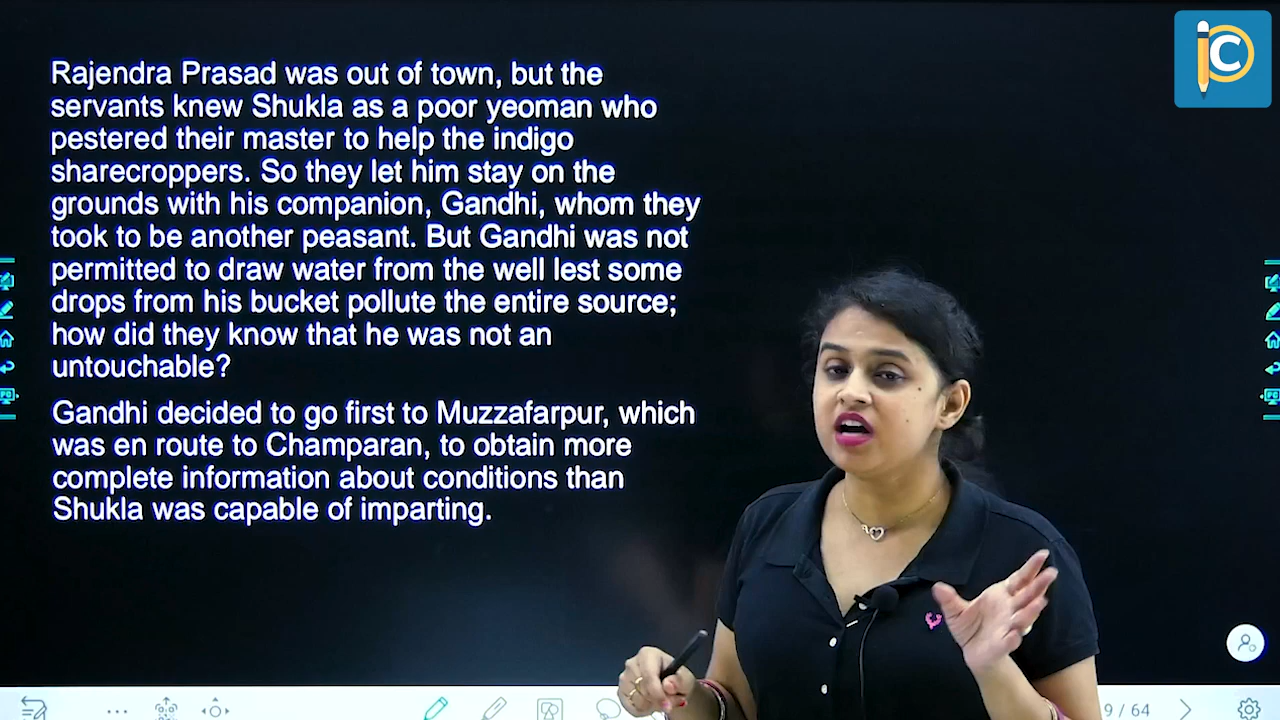 Rajendra Prasad was out of town, but the
servants knew Shukla as a poor yeoman who
pestered their master to help the indigo
sharecroppers. So they let him stay on the
grounds with his companion, Gandhi, whom they
took to be another peasant. But Gandhi was not
permitted to draw water from the well lest some
drops from his bucket pollute the entire source;
how did they know that he was not an
untouchable?
Gandhi decided to go first to Muzzafarpur, which
was en route to Champaran, to obtain more
complete information about conditions than
Shukla was capable of imparting.
9 / 64